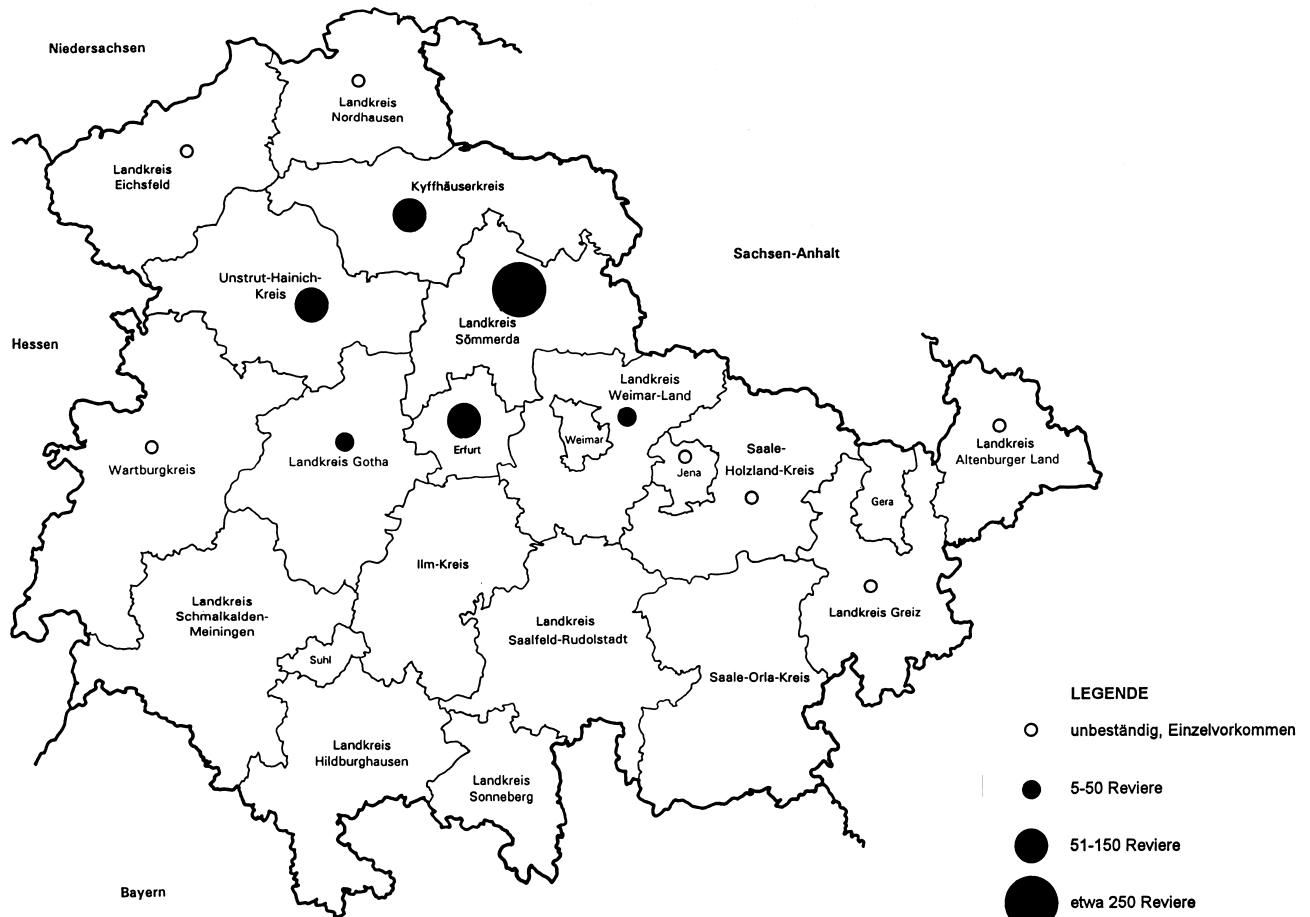 Niedersachsen
Landkreis
Nordhausen
Landkreis
Eichsfeld
Kyffhäuserkreis
Sachsen-Anhalt
Unstrut-Hainich-
Kreis
Landkreis
Sömmerda
Hessen
Landkreis
Weimar-Land
Weimar
Erfurt
Landkreis Gotha
Wartburgkreis
Jena
Saale-
Holzland-Kreis
Gera
Landkreis
Altenburger Land
Ilm-Kreis
Landkreis
Schmalkalden-
Meiningen
Landkreis
Saalfeld-Rudolstadt
Landkreis Greiz
Suhl
Saale-Orla-Kreis
Landkreis
Hildburghausen
Landkreis
Sonneberg
Bayern
LEGENDE
unbeständig, Einzelvorkommen
5-50 Reviere
51-150 Reviere
etwa 250 Reviere